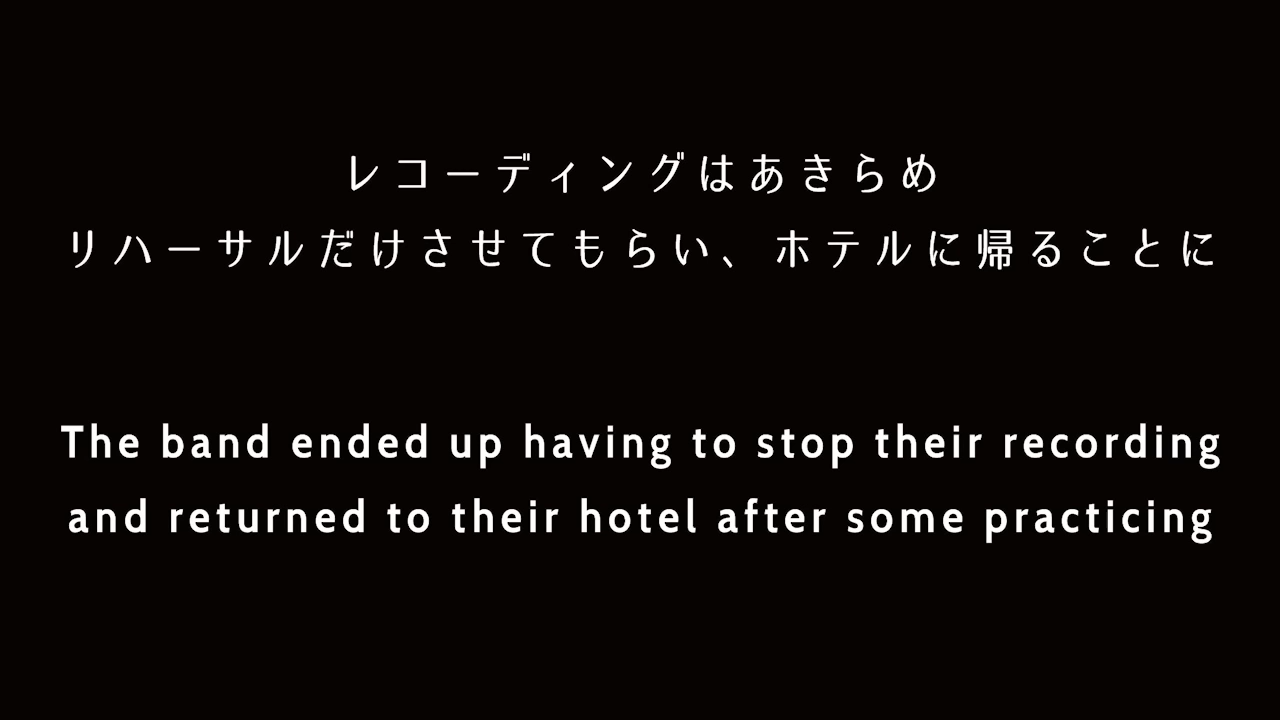 レコーディングはあきらめ
リハーサルだけさせてもらい、ホテルに帰ることに
The band ended up having to stop their recording
and returned to their hotel after some practicing